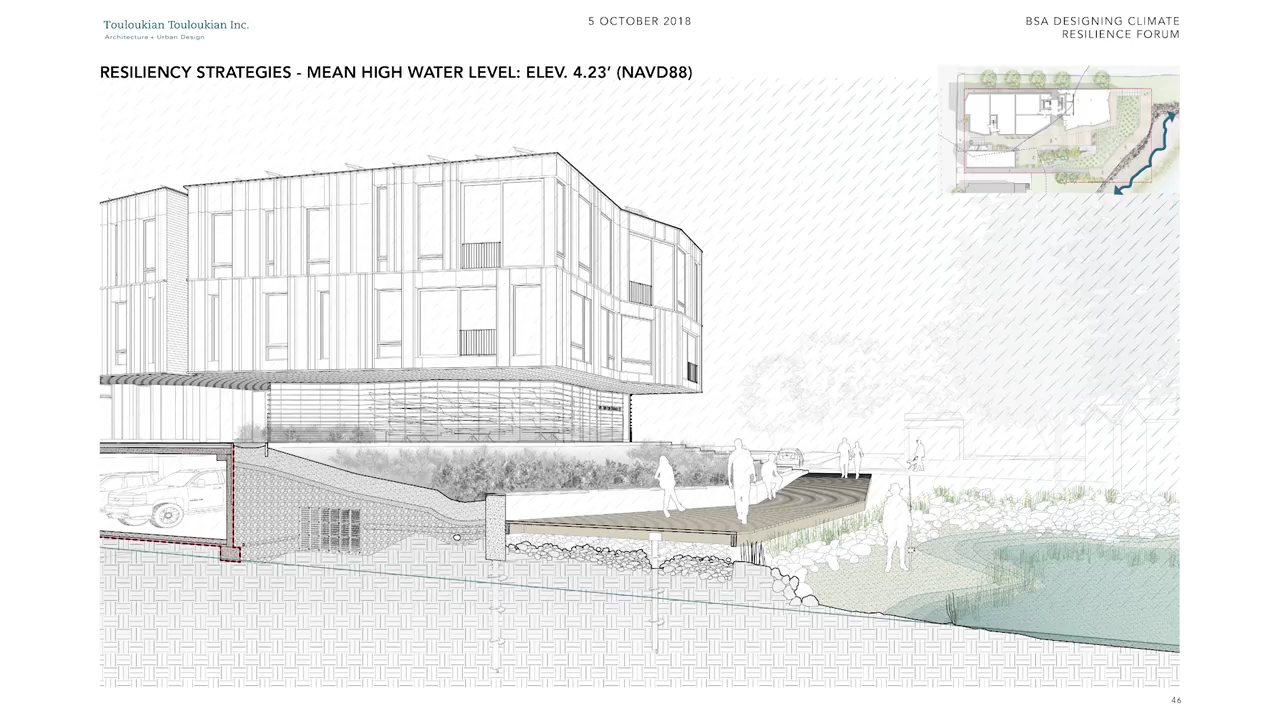 Touloukian Touloukian Inc.
Architecture + Urban Design
5 OCTOBER 2018
BSA DESIGNING CLIMATE
RESILIENCE FORUM
RESILIENCY STRATEGIES - MEAN HIGH WATER LEVEL: ELEV. 4.23’ (NAVD88)
46